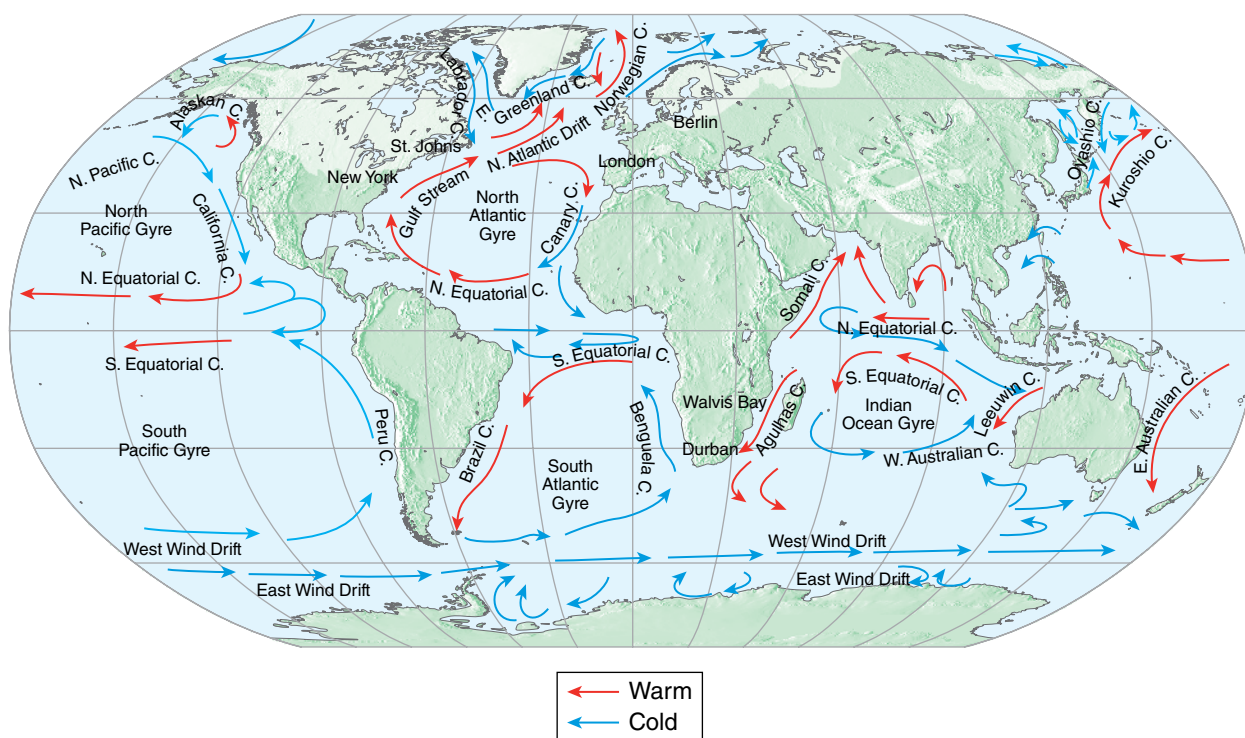 Labrador C.
E.
Greenland C.
Norwegian C.
Alaskan C.
Oyashio C.
Berlin
St. Johns
N. Atlantic Drift
London
N. Pacific C.
New York
Kuroshio C.
Gulf Stream
California C.
North
Pacific Gyre
North
Atlantic
Gyre
Canary C.
Somali C.
N. Equatorial C.
N. Equatorial C.
N. Equatorial C.
S. Equatorial C.
S. Equatorial C.
S. Equatorial C.
Leeuwin C.
E. Australian C.
Walvis Bay
Agulhas C.
Indian
Ocean Gyre
Peru C.
Brazil C.
Benguela C.
Durban
South
Pacific Gyre
W. Australian C.
South
Atlantic
Gyre
West Wind Drift
West Wind Drift
East Wind Drift
East Wind Drift
Warm
Cold